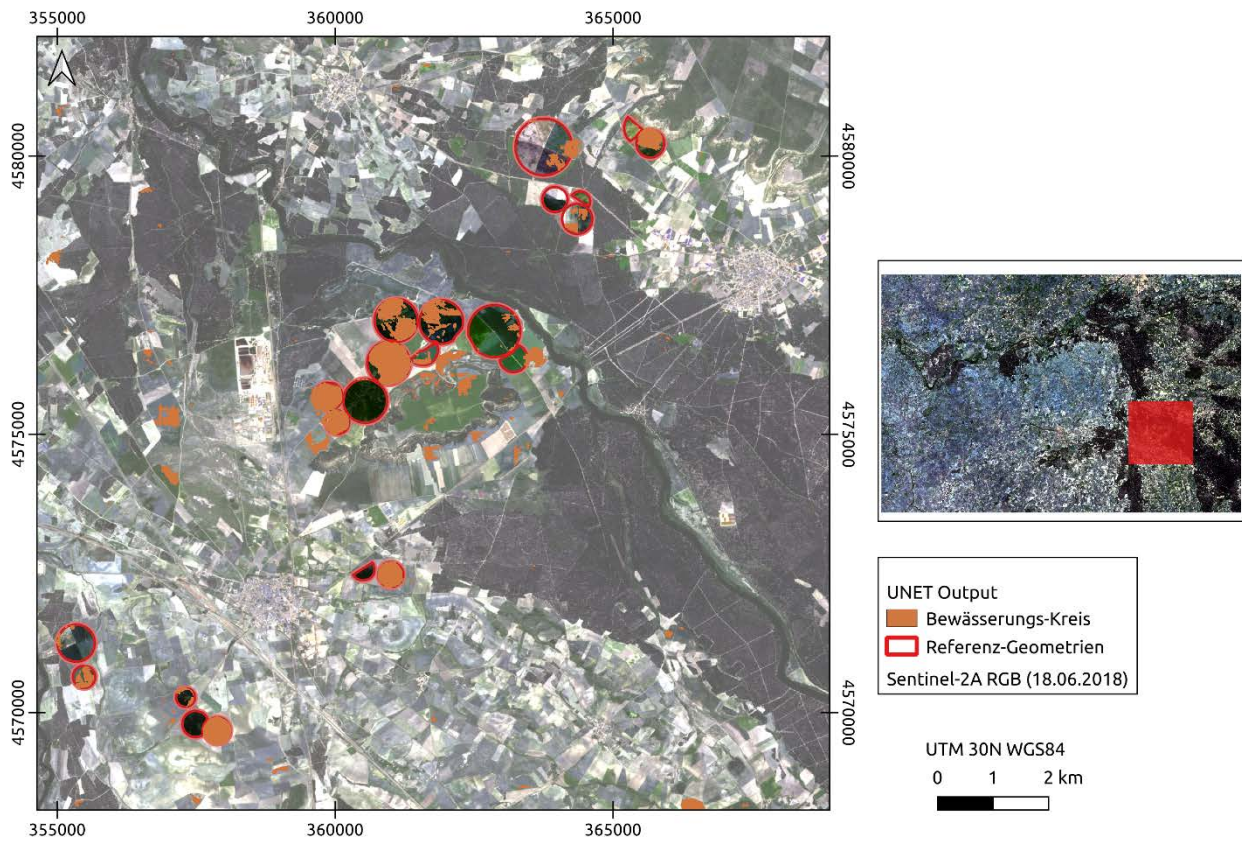 355000 360000 365000
4580000 4580000
4575000 4575000
4570000 4570000
355000 360000 365000
UNET Output
Bewässerungs-Kreis
Referenz-Geometrien
Sentinel-2A RGB (18.06.2018)
UTM 30N WGS84
0 1 2 km